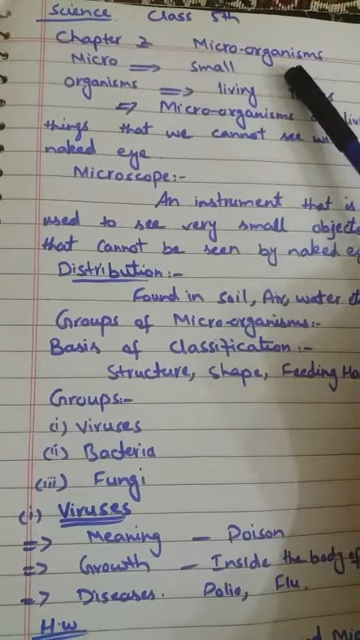 Science Class 5th
Chapter 2 Micro-organisms
Micro => small
organisms => living
=> Micro-organisms
things that we cannot see
naked eye
Microscope:-
An instrument that is
used to see very small objects
that cannot be seen by naked
Distribution:-
Found in Soil, Air, water
Groups of Micro-organisms:-
Basis of Classification:-
Structure, Shape, Feeding
Groups:-
(i) Viruses
(ii) Bacteria
(iii) Fungi
(i) Viruses
=> Meaning - Poison
=> Growth - Inside the body of
=> Diseases. Polio, Flu.
H.W